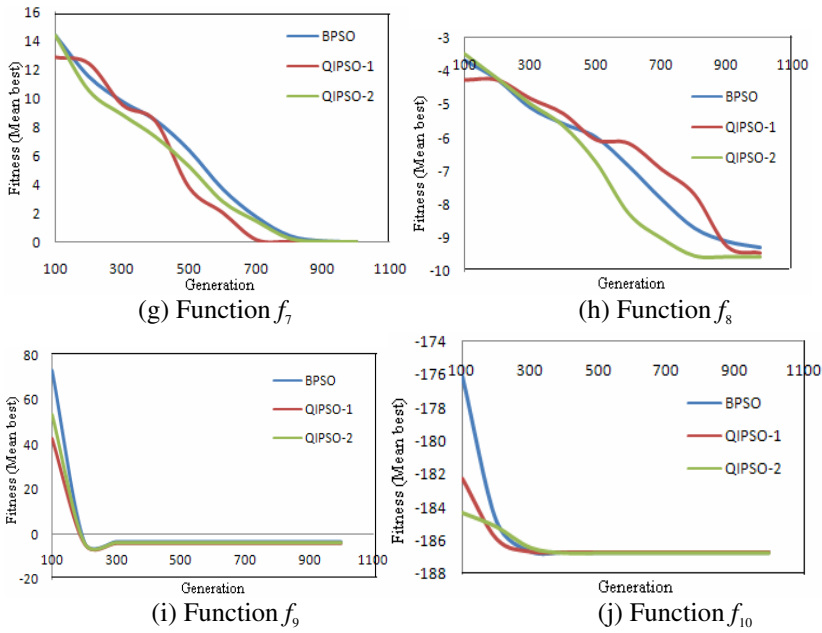 16
14
12
10
8
6
4
2
0
Fitness (Mean best)
BPSO
QIPSO-1
QIPSO-2
100 300 500 700 900 1100
Generation
(g) Function f7
-3
-4
-5
-6
-7
-8
-9
-10
Fitness (Mean best)
100 300 500 700 900 1100
BPSO
QIPSO-1
QIPSO-2
Generation
(h) Function f8
80
60
40
20
0
-20
Fitness (Mean best)
BPSO
QIPSO-1
QIPSO-2
100 300 500 700 900 1100
Generation
(i) Function f9
-174
-176
-178
-180
-182
-184
-186
-188
Fitness (Mean best)
100 300 500 700 900 1100
BPSO
QIPSO-1
QIPSO-2
Generation
(j) Function f10